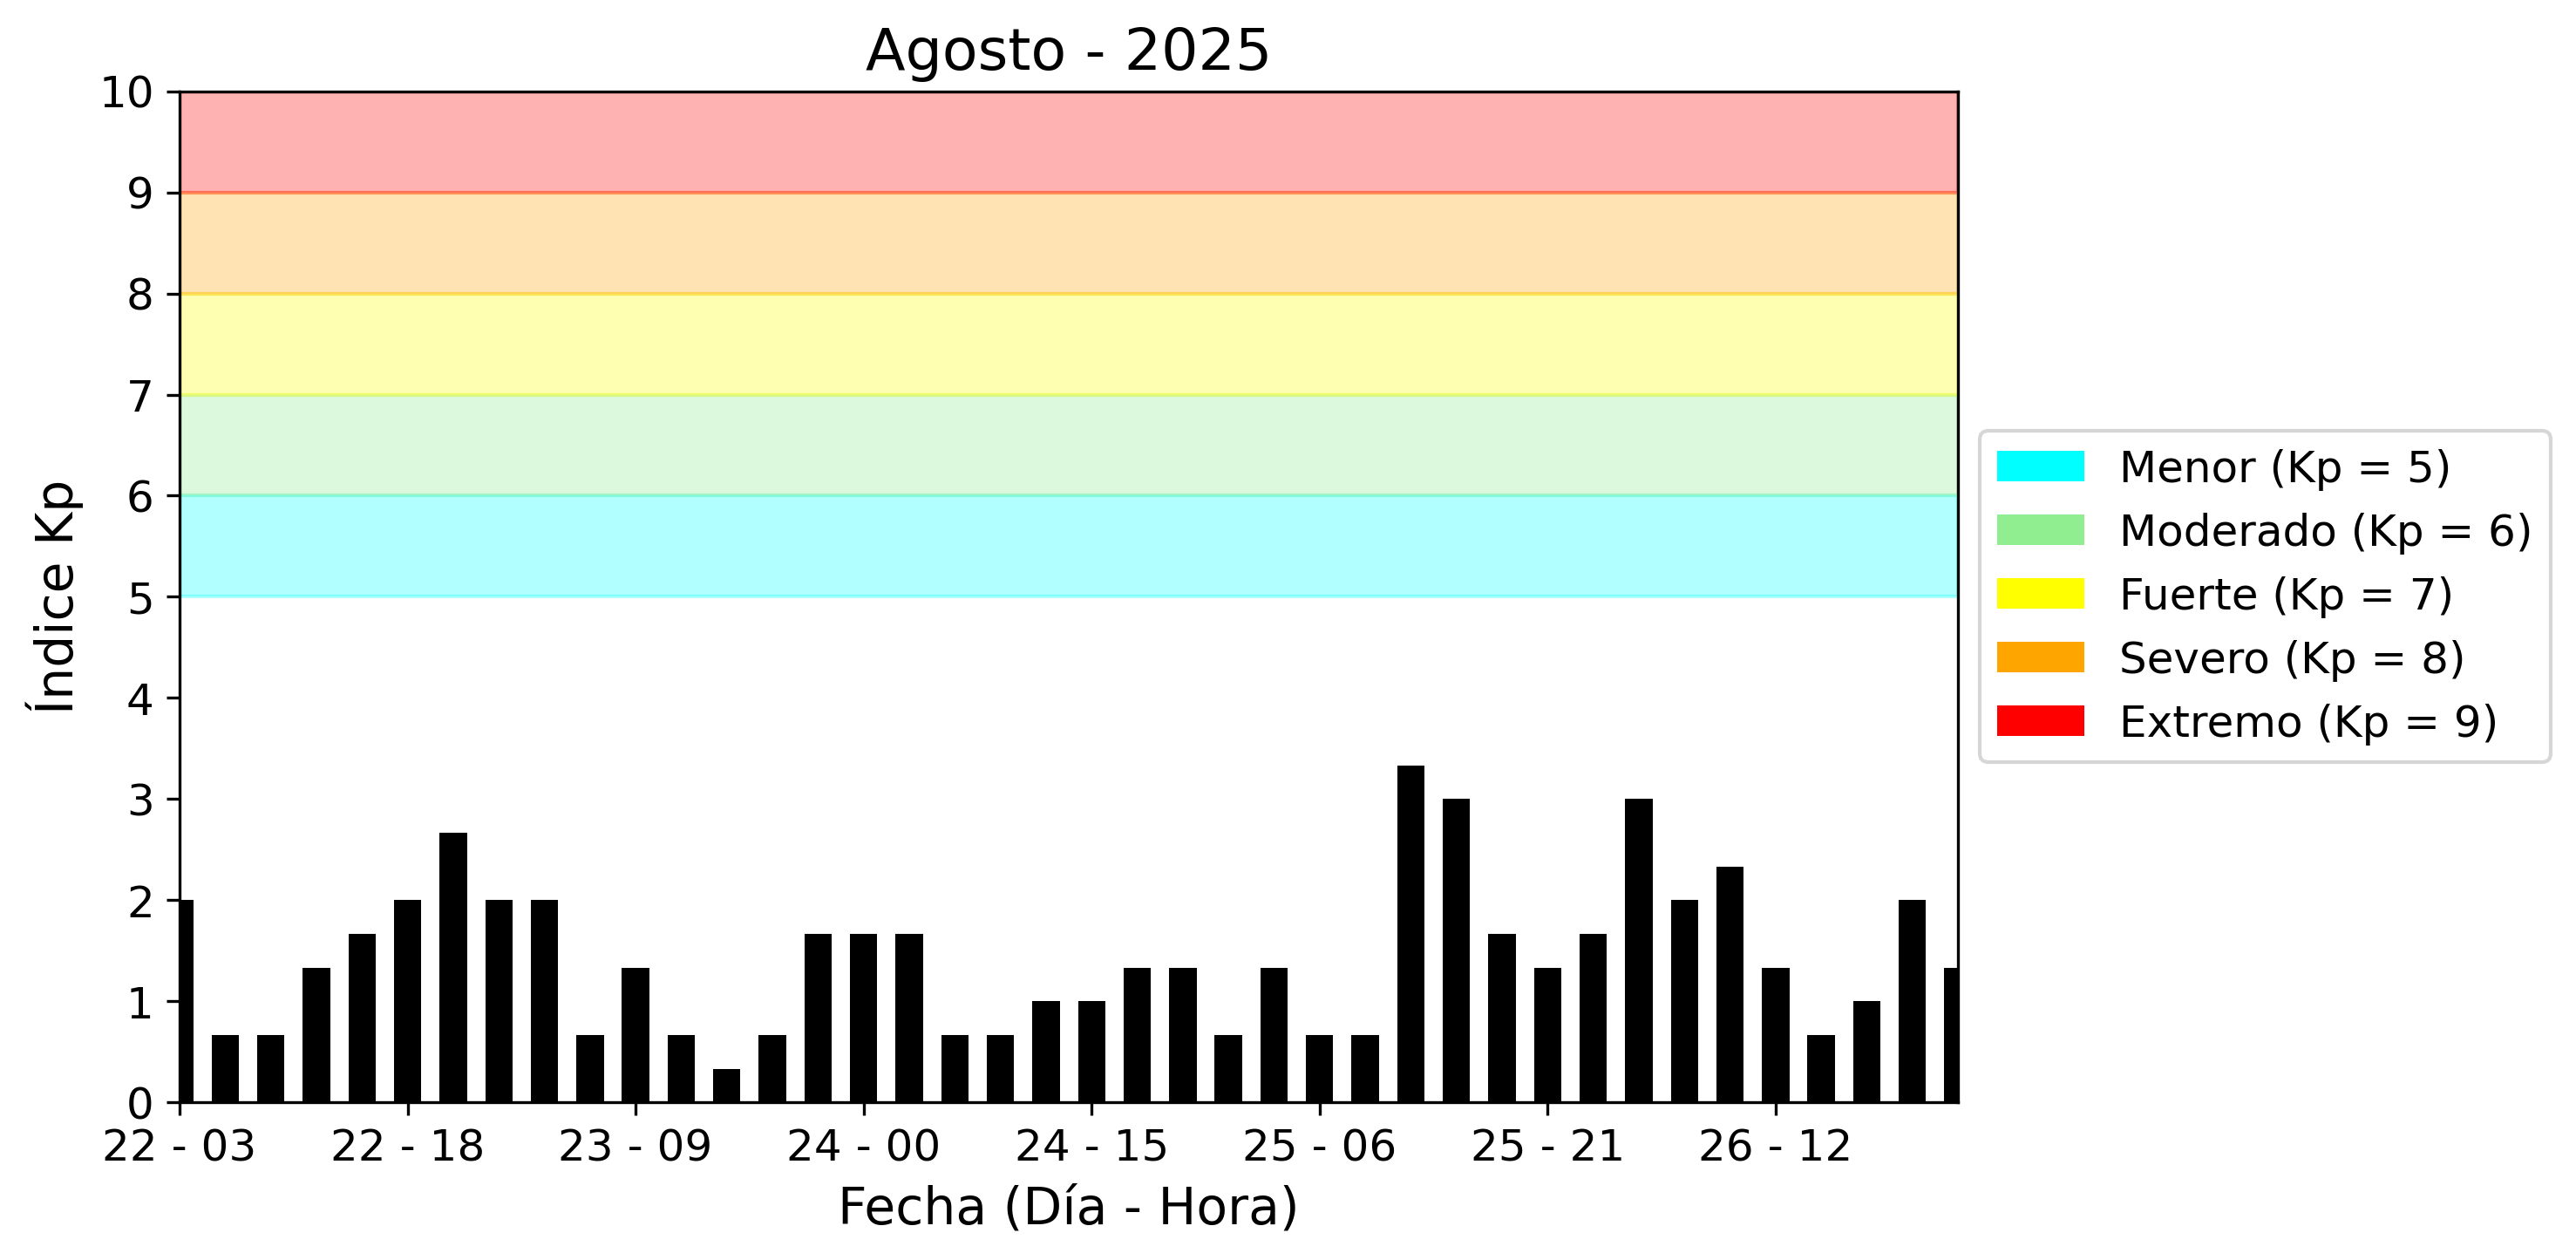 Agosto - 2025
10
9
8
7
6
5
4
3
2
1
0
Índice Kp
22 - 03
22 - 18
23 - 09
24 - 00
24 - 15
25 - 06
25 - 21
26 - 12
Fecha (Día - Hora)
Menor (Kp = 5)
Moderado (Kp = 6)
Fuerte (Kp = 7)
Severo (Kp = 8)
Extremo (Kp = 9)